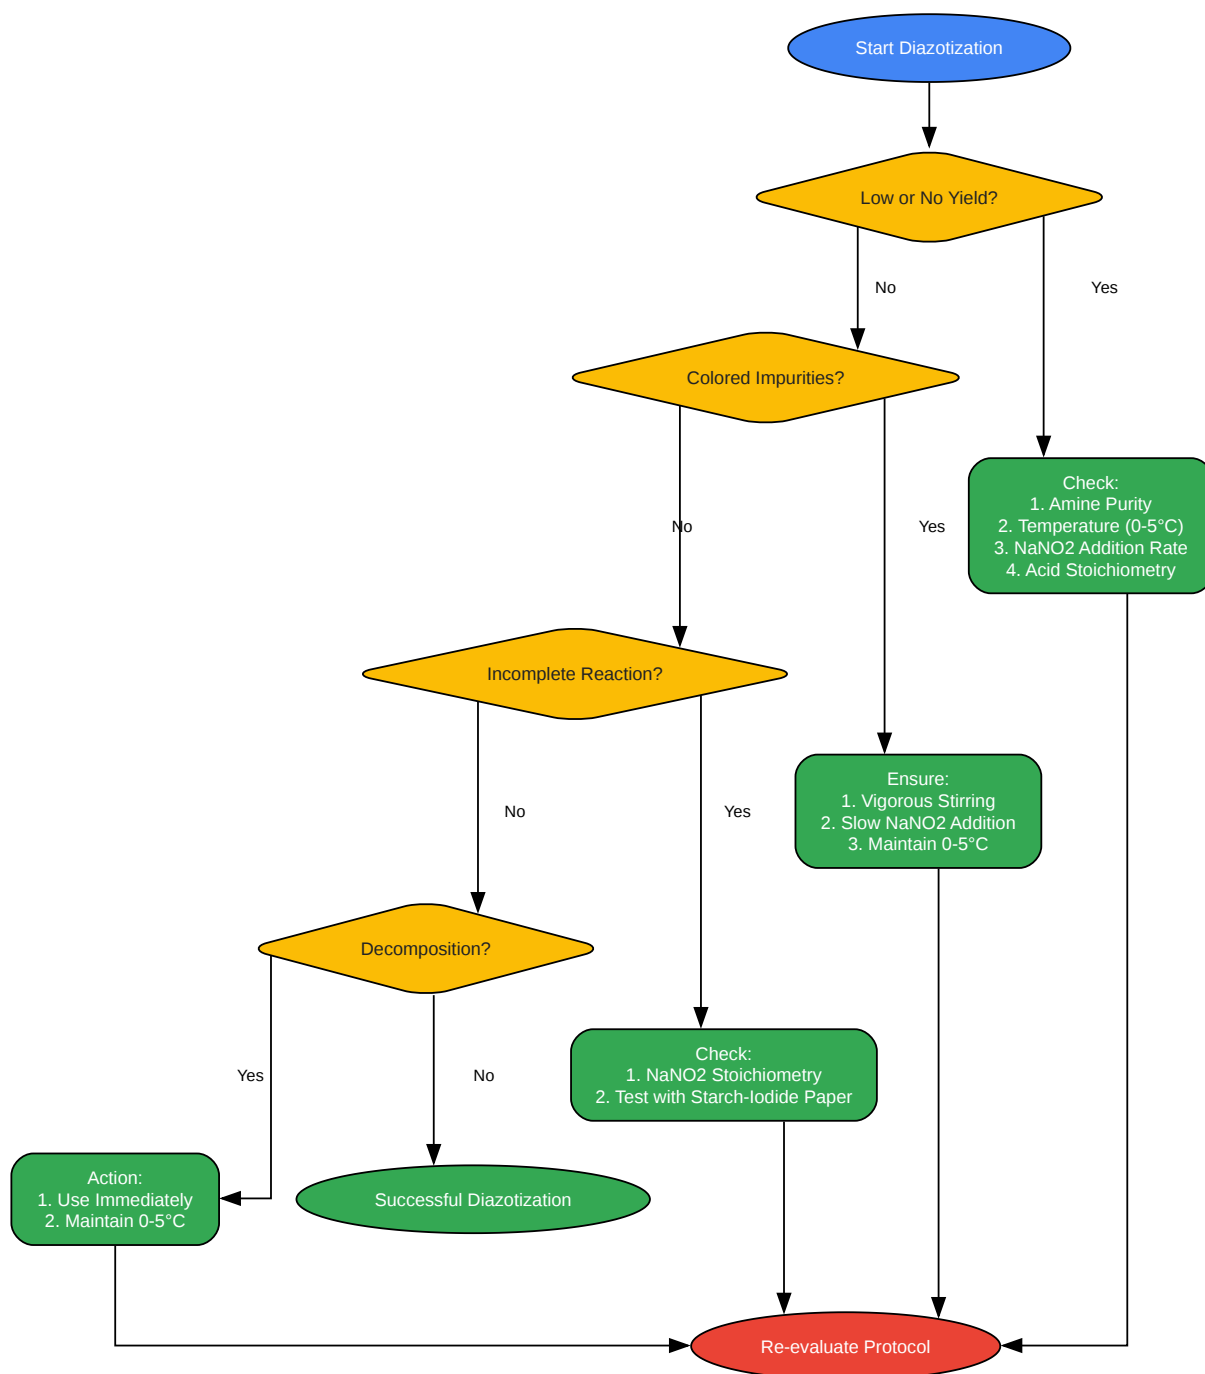 Start Diazotization
Low or No Yield?
No
Yes
Colored Impurities?
Check:
1. Amine Purity
2. Temperature (0-5°C)
3. NaNO2 Addition Rate
4. Acid Stoichiometry
No
Yes
Incomplete Reaction?
Ensure:
1. Vigorous Stirring
2. Slow NaNO2 Addition
3. Maintain 0-5°C
No
Yes
Decomposition?
Check:
1. NaNO2 Stoichiometry
2. Test with Starch-Iodide Paper
Yes
No
Action:
1. Use Immediately
2. Maintain 0-5°C
Successful Diazotization
Re-evaluate Protocol